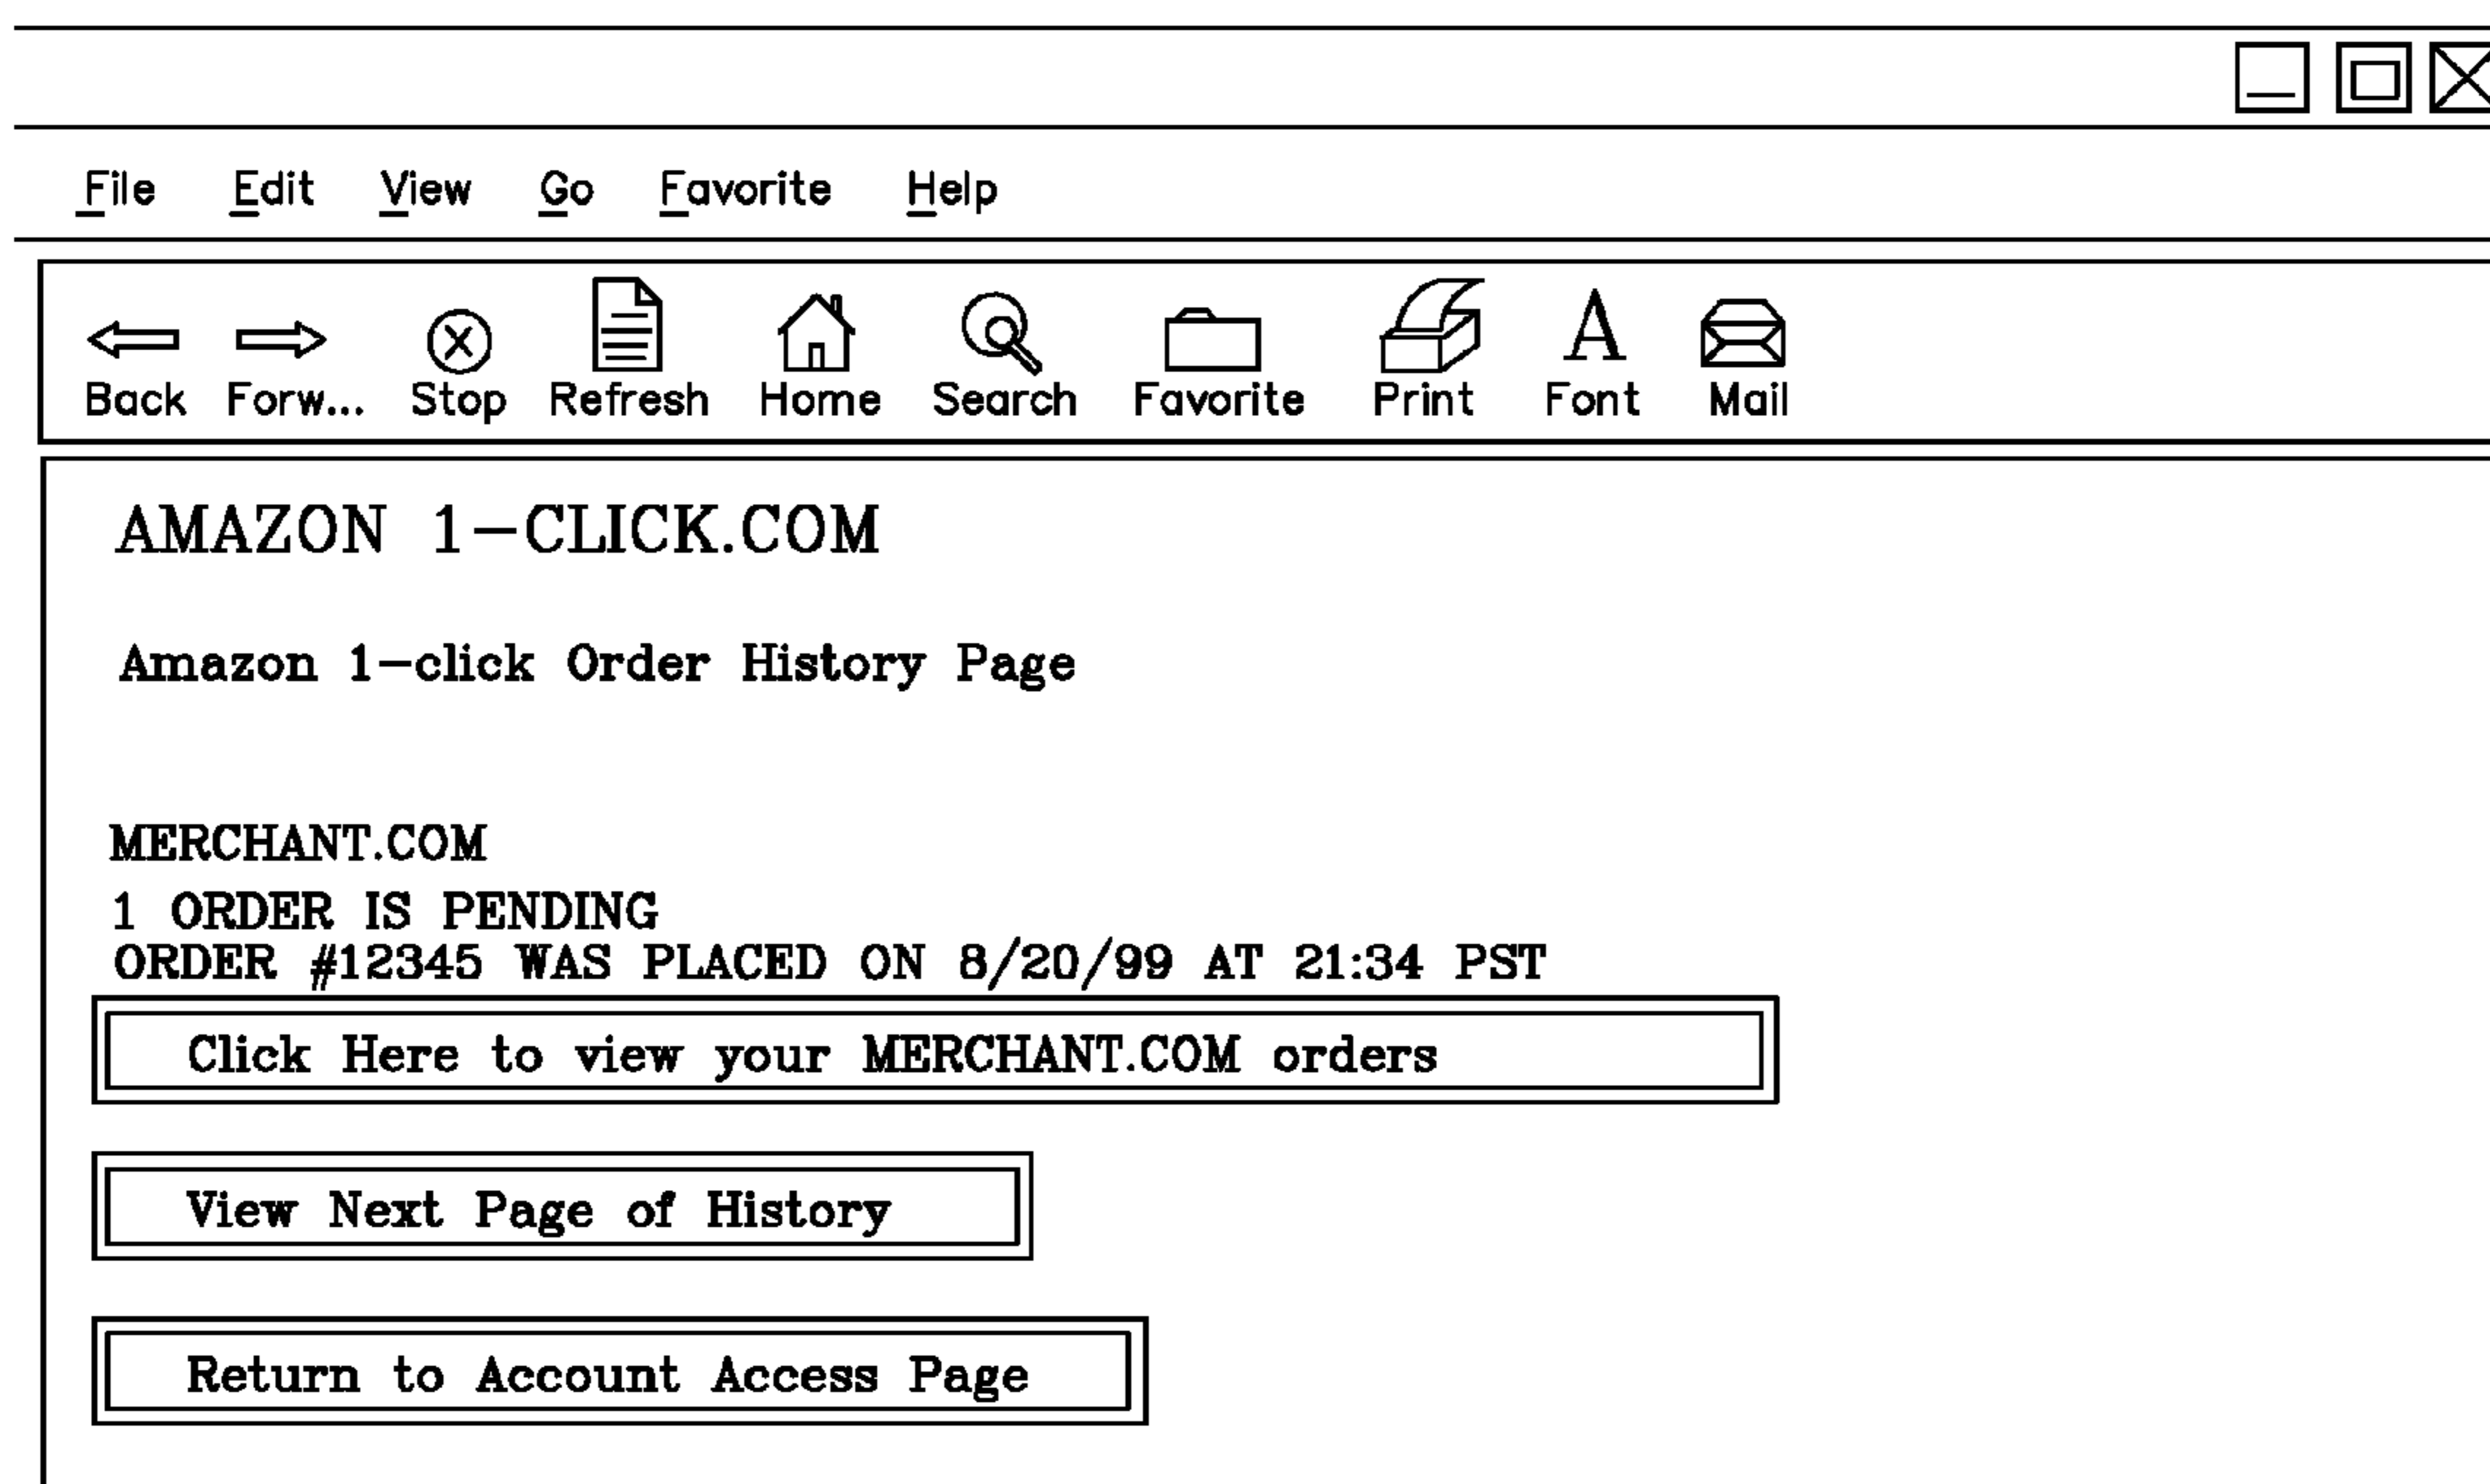 File Edit View Go Favorite Help
Back Forw... Stop Refresh Home Search Favorite Print Font Mail
AMAZON 1-CLICK.COM
Amazon 1-click Order History Page
MERCHANT.COM
1 ORDER IS PENDING
ORDER #12345 WAS PLACED ON 8/20/99 AT 21:34 PST
Click Here to view your MERCHANT.COM orders
View Next Page of History
Return to Account Access Page